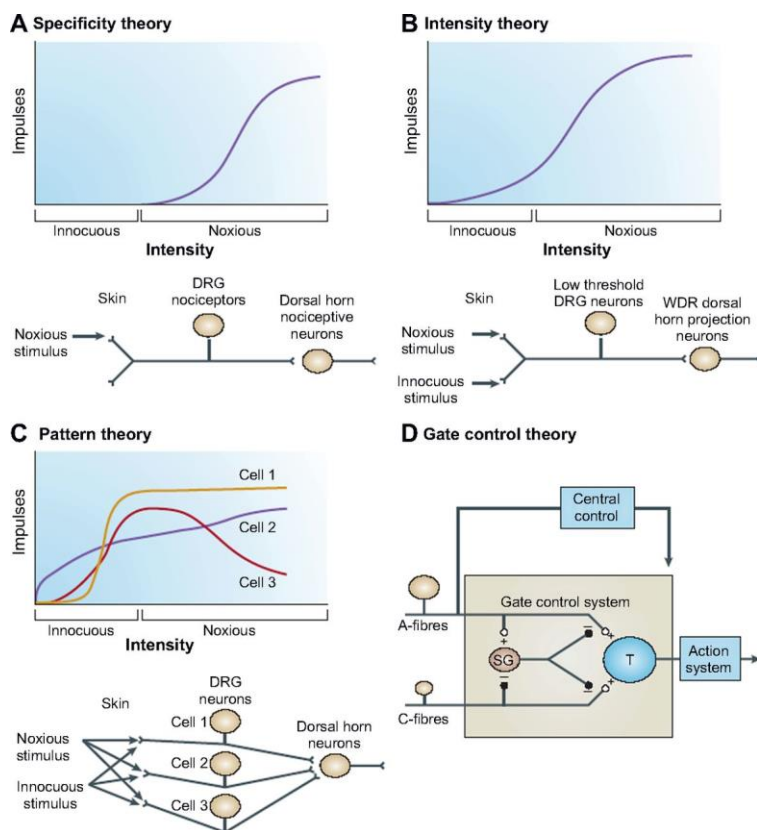 A Specificity theory
Impulses
Innocuous
Noxious
Intensity
Skin
DRG
nociceptors
Dorsal horn
nociceptive
neurons
Noxious
stimulus
B Intensity theory
Impulses
Innocuous
Noxious
Intensity
Skin
Low threshold
DRG neurons
WDR dorsal
horn projection
neurons
Noxious
stimulus
Innocuous
stimulus
C Pattern theory
Impulses
Cell 1
Cell 2
Cell 3
Innocuous
Noxious
Intensity
Skin
DRG
neurons
Cell 1
Cell 2
Cell 3
Dorsal horn
neurons
Noxious
stimulus
Innocuous
stimulus
D Gate control theory
Central
control
Gate control system
A-fibres
C-fibres
+
–
SG
–
–
+
+
T
Action
system